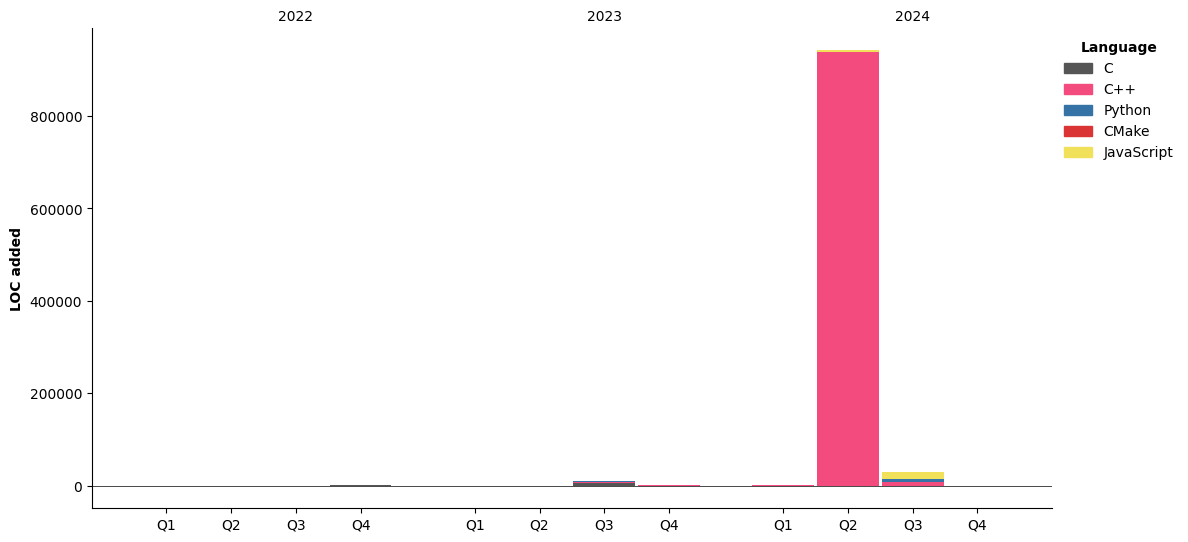 2022 2023 2024
Language
C
C++
Python
CMake
JavaScript
LOC added
800000
600000
400000
200000
0
Q1 Q2 Q3 Q4 Q1 Q2 Q3 Q4 Q1 Q2 Q3 Q4